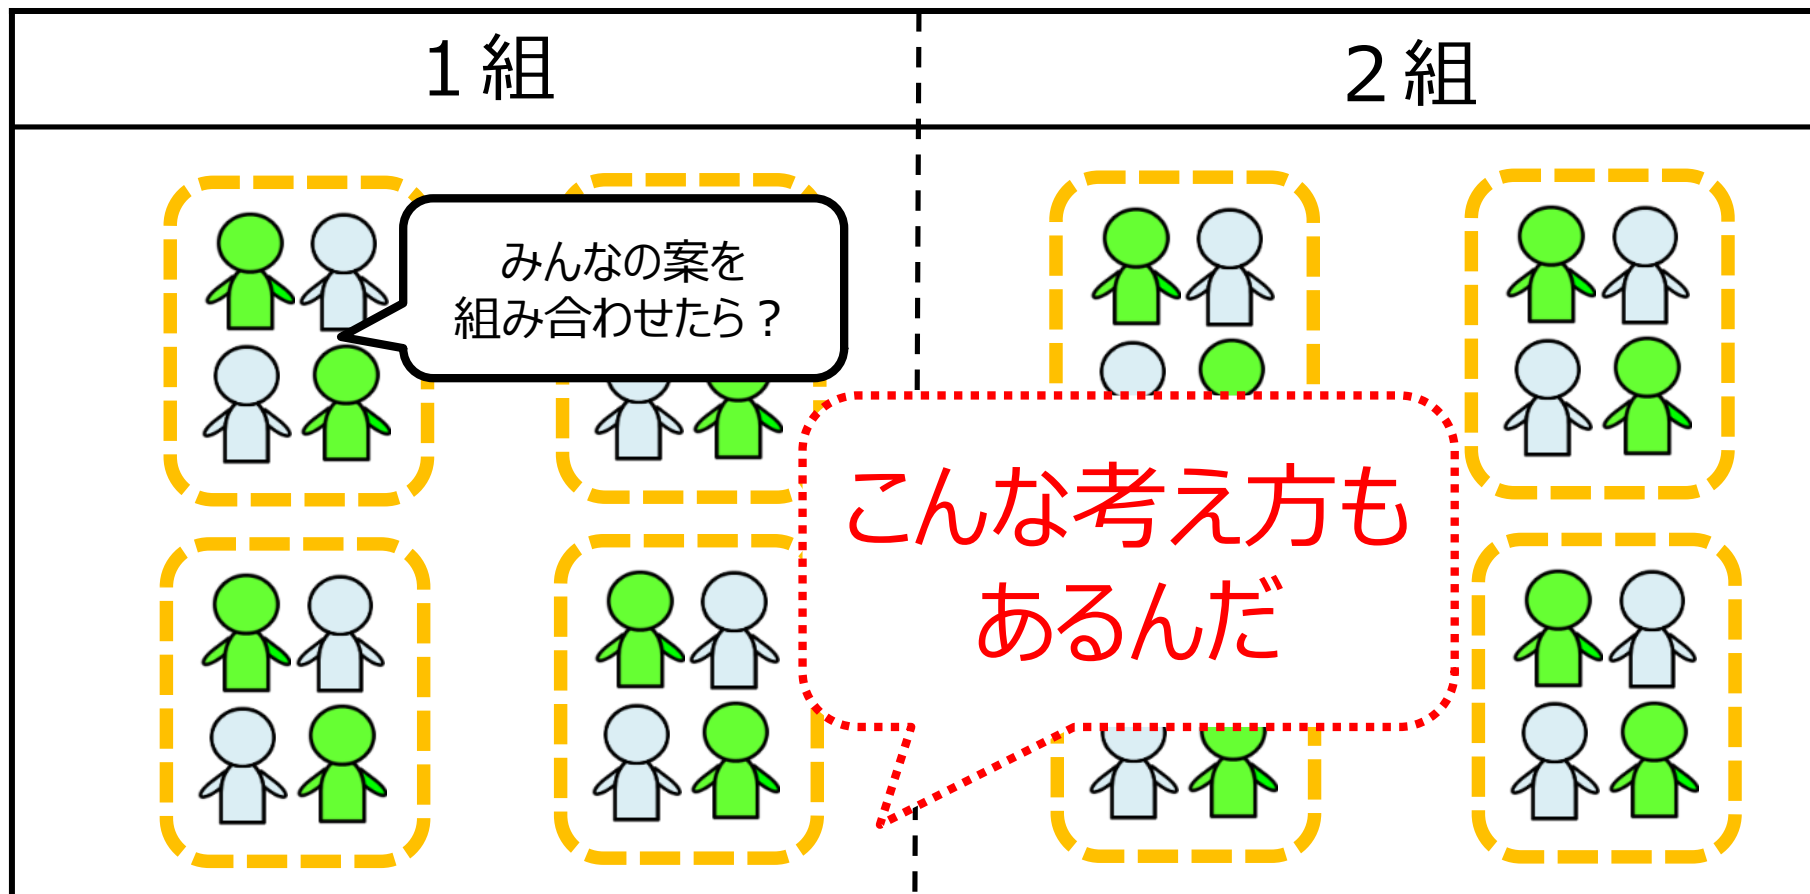 １組
２組
みんなの案を
組み合わせたら？
こんな考え方も
あるんだ